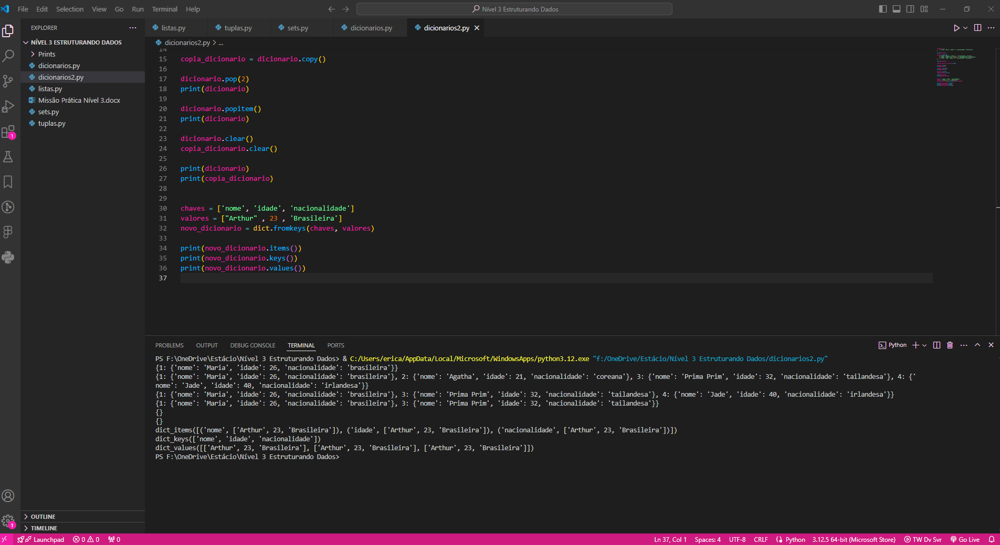 File Edit Selection View Go Run Terminal Help
Nível 3 Estruturando Dados
EXPLORER
listas.py tuplas.py sets.py dicionarios.py dicionarios2.py
NÍVEL 3 ESTRUTURANDO DADOS
Prints
dicionarios.py
dicionarios2.py
listas.py
Missão Prática Nível 3.docx
sets.py
tuplas.py
dicionarios2.py > ...
14
15 copia_dicionario = dicionario.copy()
16
17 dicionario.pop(2)
18 print(dicionario)
19
20 dicionario.popitem()
21 print(dicionario)
22
23 dicionario.clear()
24 copia_dicionario.clear()
25
26 print(dicionario)
27 print(copia_dicionario)
28
29
30 chaves = ['nome', 'idade', 'nacionalidade']
31 valores = ["Arthur" , 23 , 'Brasileira']
32 novo_dicionario = dict.fromkeys(chaves, valores)
33
34 print(novo_dicionario.items())
35 print(novo_dicionario.keys())
36 print(novo_dicionario.values())
37
PROBLEMS OUTPUT DEBUG CONSOLE TERMINAL PORTS
Python
PS F:\OneDrive\Estácio\Nível 3 Estruturando Dados> & C:/Users/erica/AppData/Local/Microsoft/WindowsApps/python3.12.exe "f:/OneDrive/Estácio/Nível 3 Estruturando Dados/dicionarios2.py"
{1: {'nome': 'Maria', 'idade': 26, 'nacionalidade': 'brasileira'}}
{1: {'nome': 'Maria', 'idade': 26, 'nacionalidade': 'brasileira'}, 2: {'nome': 'Agatha', 'idade': 21, 'nacionalidade': 'coreana'}, 3: {'nome': 'Prima Prim', 'idade': 32, 'nacionalidade': 'tailandesa'}, 4: {'
nome': 'Jade', 'idade': 40, 'nacionalidade': 'irlandesa'}}
{1: {'nome': 'Maria', 'idade': 26, 'nacionalidade': 'brasileira'}, 3: {'nome': 'Prima Prim', 'idade': 32, 'nacionalidade': 'tailandesa'}, 4: {'nome': 'Jade', 'idade': 40, 'nacionalidade': 'irlandesa'}}
{1: {'nome': 'Maria', 'idade': 26, 'nacionalidade': 'brasileira'}, 3: {'nome': 'Prima Prim', 'idade': 32, 'nacionalidade': 'tailandesa'}}
{}
{}
dict_items([('nome', ['Arthur', 23, 'Brasileira']), ('idade', ['Arthur', 23, 'Brasileira']), ('nacionalidade', ['Arthur', 23, 'Brasileira'])])
dict_keys(['nome', 'idade', 'nacionalidade'])
dict_values([['Arthur', 23, 'Brasileira'], ['Arthur', 23, 'Brasileira'], ['Arthur', 23, 'Brasileira']])
PS F:\OneDrive\Estácio\Nível 3 Estruturando Dados>
1
1
OUTLINE
TIMELINE
Launchpad 0 0 0 Ln 37, Col 1 Spaces: 4 UTF-8 CRLF Python 3.12.5 64-bit (Microsoft Store) TW Dv Svr Go Live